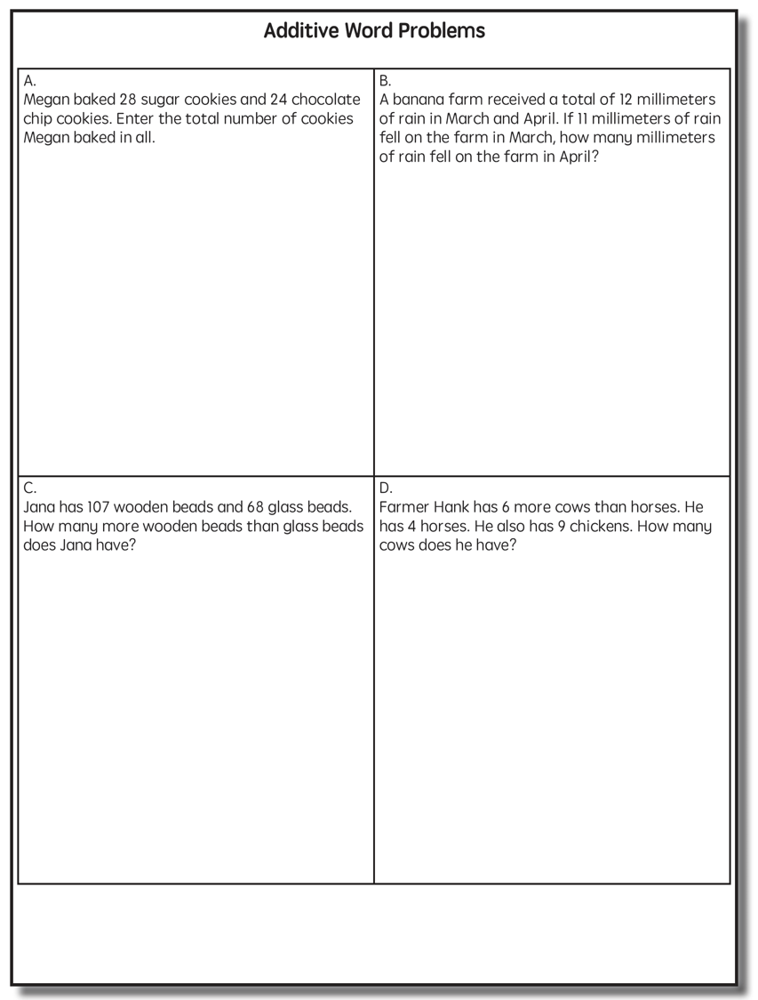 Additive Word Problems
A.
Megan baked 28 sugar cookies and 24 chocolate
chip cookies. Enter the total number of cookies
Megan baked in all.
B.
A banana farm received a total of 12 millimeters
of rain in March and April. If 11 millimeters of rain
fell on the farm in March, how many millimeters
of rain fell on the farm in April?
C.
Jana has 107 wooden beads and 68 glass beads.
How many more wooden beads than glass beads
does Jana have?
D.
Farmer Hank has 6 more cows than horses. He
has 4 horses. He also has 9 chickens. How many
cows does he have?